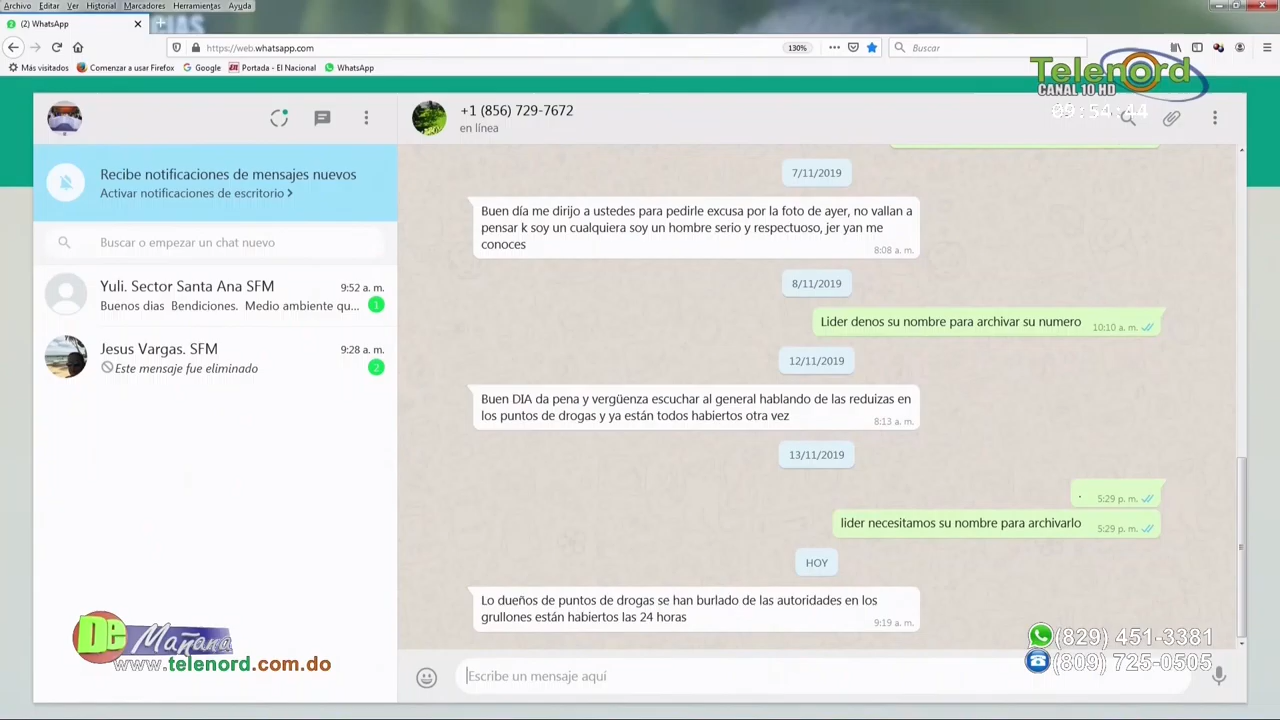 Archivo Editar Ver Historial Marcadores Herramientas Ayuda
(2) WhatsApp
https://web.whatsapp.com
130%
Buscar
Más visitados Comenzar a usar Firefox Google Portada - El Nacional WhatsApp
Telenord
CANAL 10 HD
09:54:44
+1 (856) 729-7672
en línea
Recibe notificaciones de mensajes nuevos
Activar notificaciones de escritorio
Buscar o empezar un chat nuevo
Yuli. Sector Santa Ana SFM 9:52 a. m.
Buenos dias Bendiciones. Medio ambiente qu... 1
Jesus Vargas. SFM 9:28 a. m.
Este mensaje fue eliminado 2
7/11/2019
Buen día me dirijo a ustedes para pedirle excusa por la foto de ayer, no vallan a
pensar k soy un cualquiera soy un hombre serio y respectuoso, jer yan me
conoces
8:08 a. m.
8/11/2019
Lider denos su nombre para archivar su numero 10:10 a. m.
12/11/2019
Buen DIA da pena y vergüenza escuchar al general hablando de las reduizas en
los puntos de drogas y ya están todos habiertos otra vez
8:13 a. m.
13/11/2019
. 5:29 p. m.
lider necesitamos su nombre para archivarlo 5:29 p. m.
HOY
Lo dueños de puntos de drogas se han burlado de las autoridades en los
grullones están habiertos las 24 horas
9:19 a. m.
Escribe un mensaje aquí
De Mañana
www.telenord.com.do
(829) 451-3381
(809) 725-0505